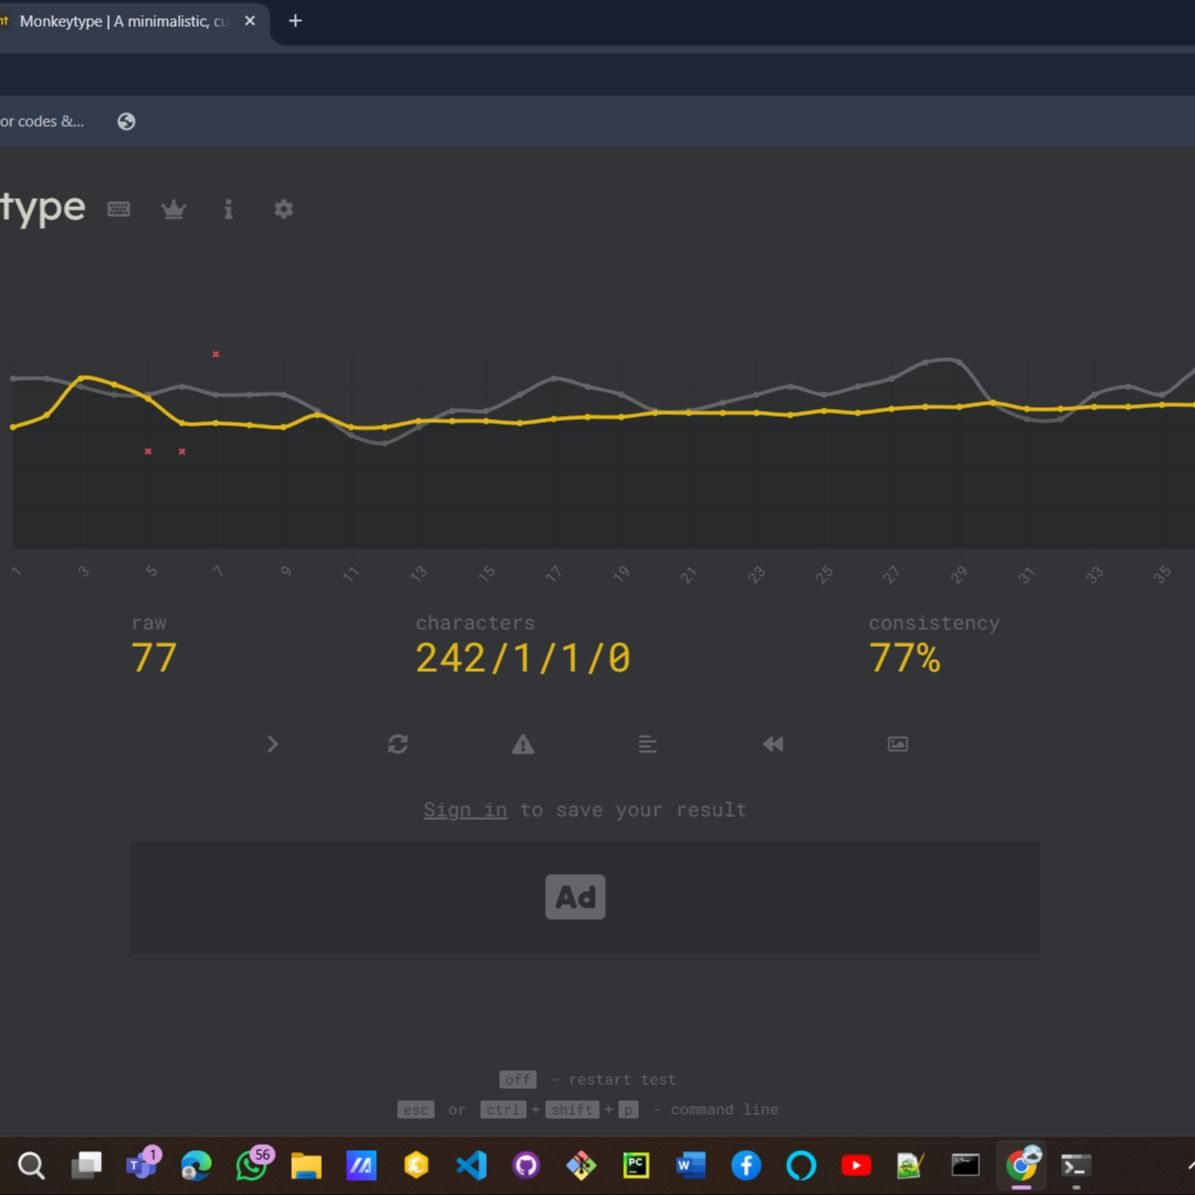 Monkeytype | A minimalistic, cu
or codes &...
type
1 3 5 7 9 11 13 15 17 19 21 23 25 27 29 31 33 35
raw characters consistency
77 242/1/1/0 77%
Sign in to save your result
Ad
off - restart test
esc or ctrl + shift + p - command line
1 56
PC
W